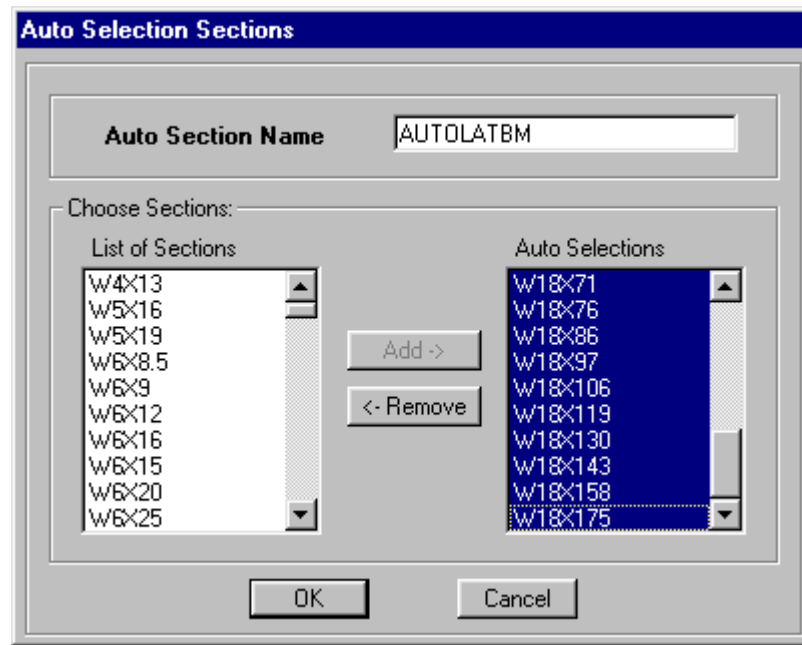 Auto Selection Sections
Auto Section Name
AUTOLATBM
Choose Sections:
List of Sections
W4X13
W5X16
W5X19
W6X8.5
W6X9
W6X12
W6X16
W6X15
W6X20
W6X25
Add ->
<- Remove
Auto Selections
W18X71
W18X76
W18X86
W18X97
W18X106
W18X119
W18X130
W18X143
W18X158
W18X175
OK
Cancel